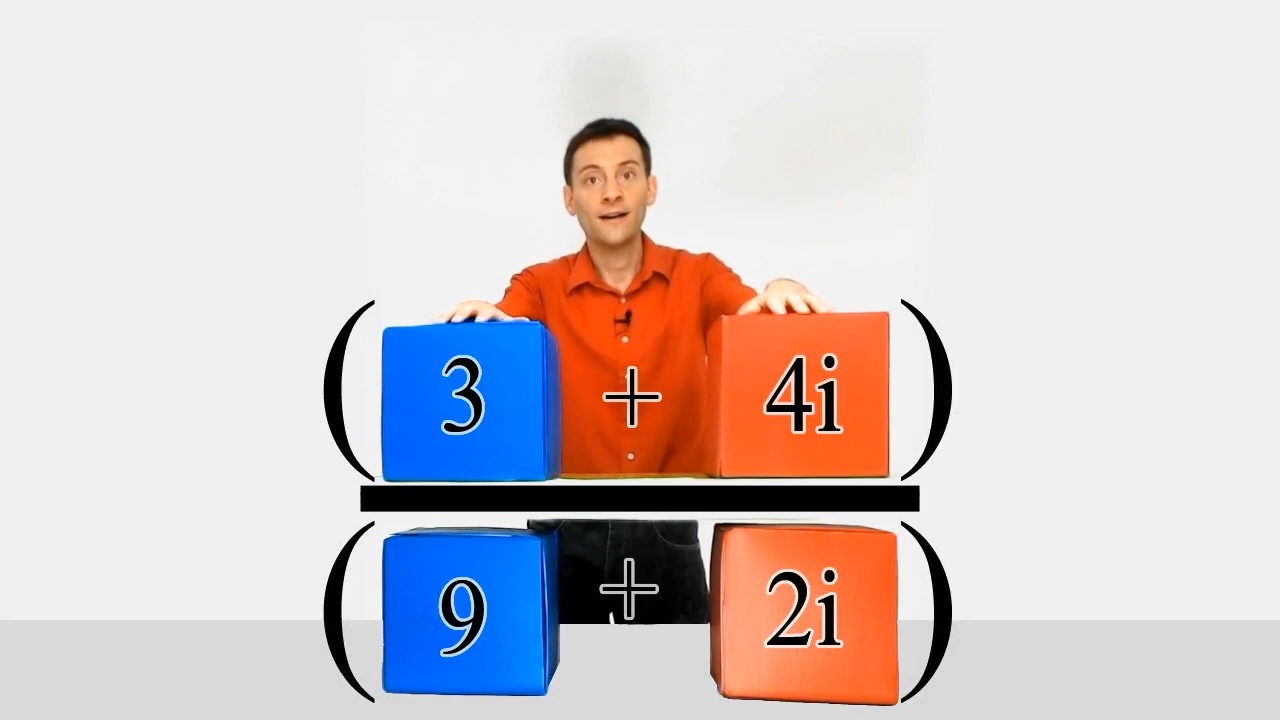 (3 + 4i)
(9 + 2i)